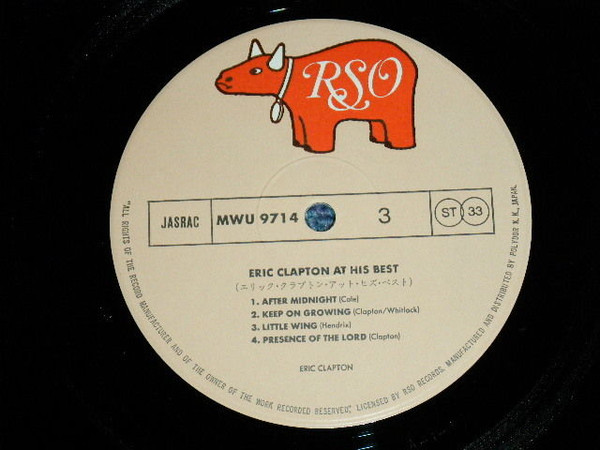 RSO
JASRAC
MWU 9714
3
ST
33
ERIC CLAPTON AT HIS BEST
(エリック・クラプトン・アット・ヒズ・ベスト)
1. AFTER MIDNIGHT (Cale)
2. KEEP ON GROWING (Clapton/Whitlock)
3. LITTLE WING (Hendrix)
4. PRESENCE OF THE LORD (Clapton)
ERIC CLAPTON
"ALL RIGHTS OF THE RECORD MANUFACTURER AND OF THE OWNER OF THE WORK RECORDED RESERVED", LICENSED BY RSO RECORDS, MANUFACTURED AND DISTRIBUTED BY POLYDOR K.K., JAPAN.